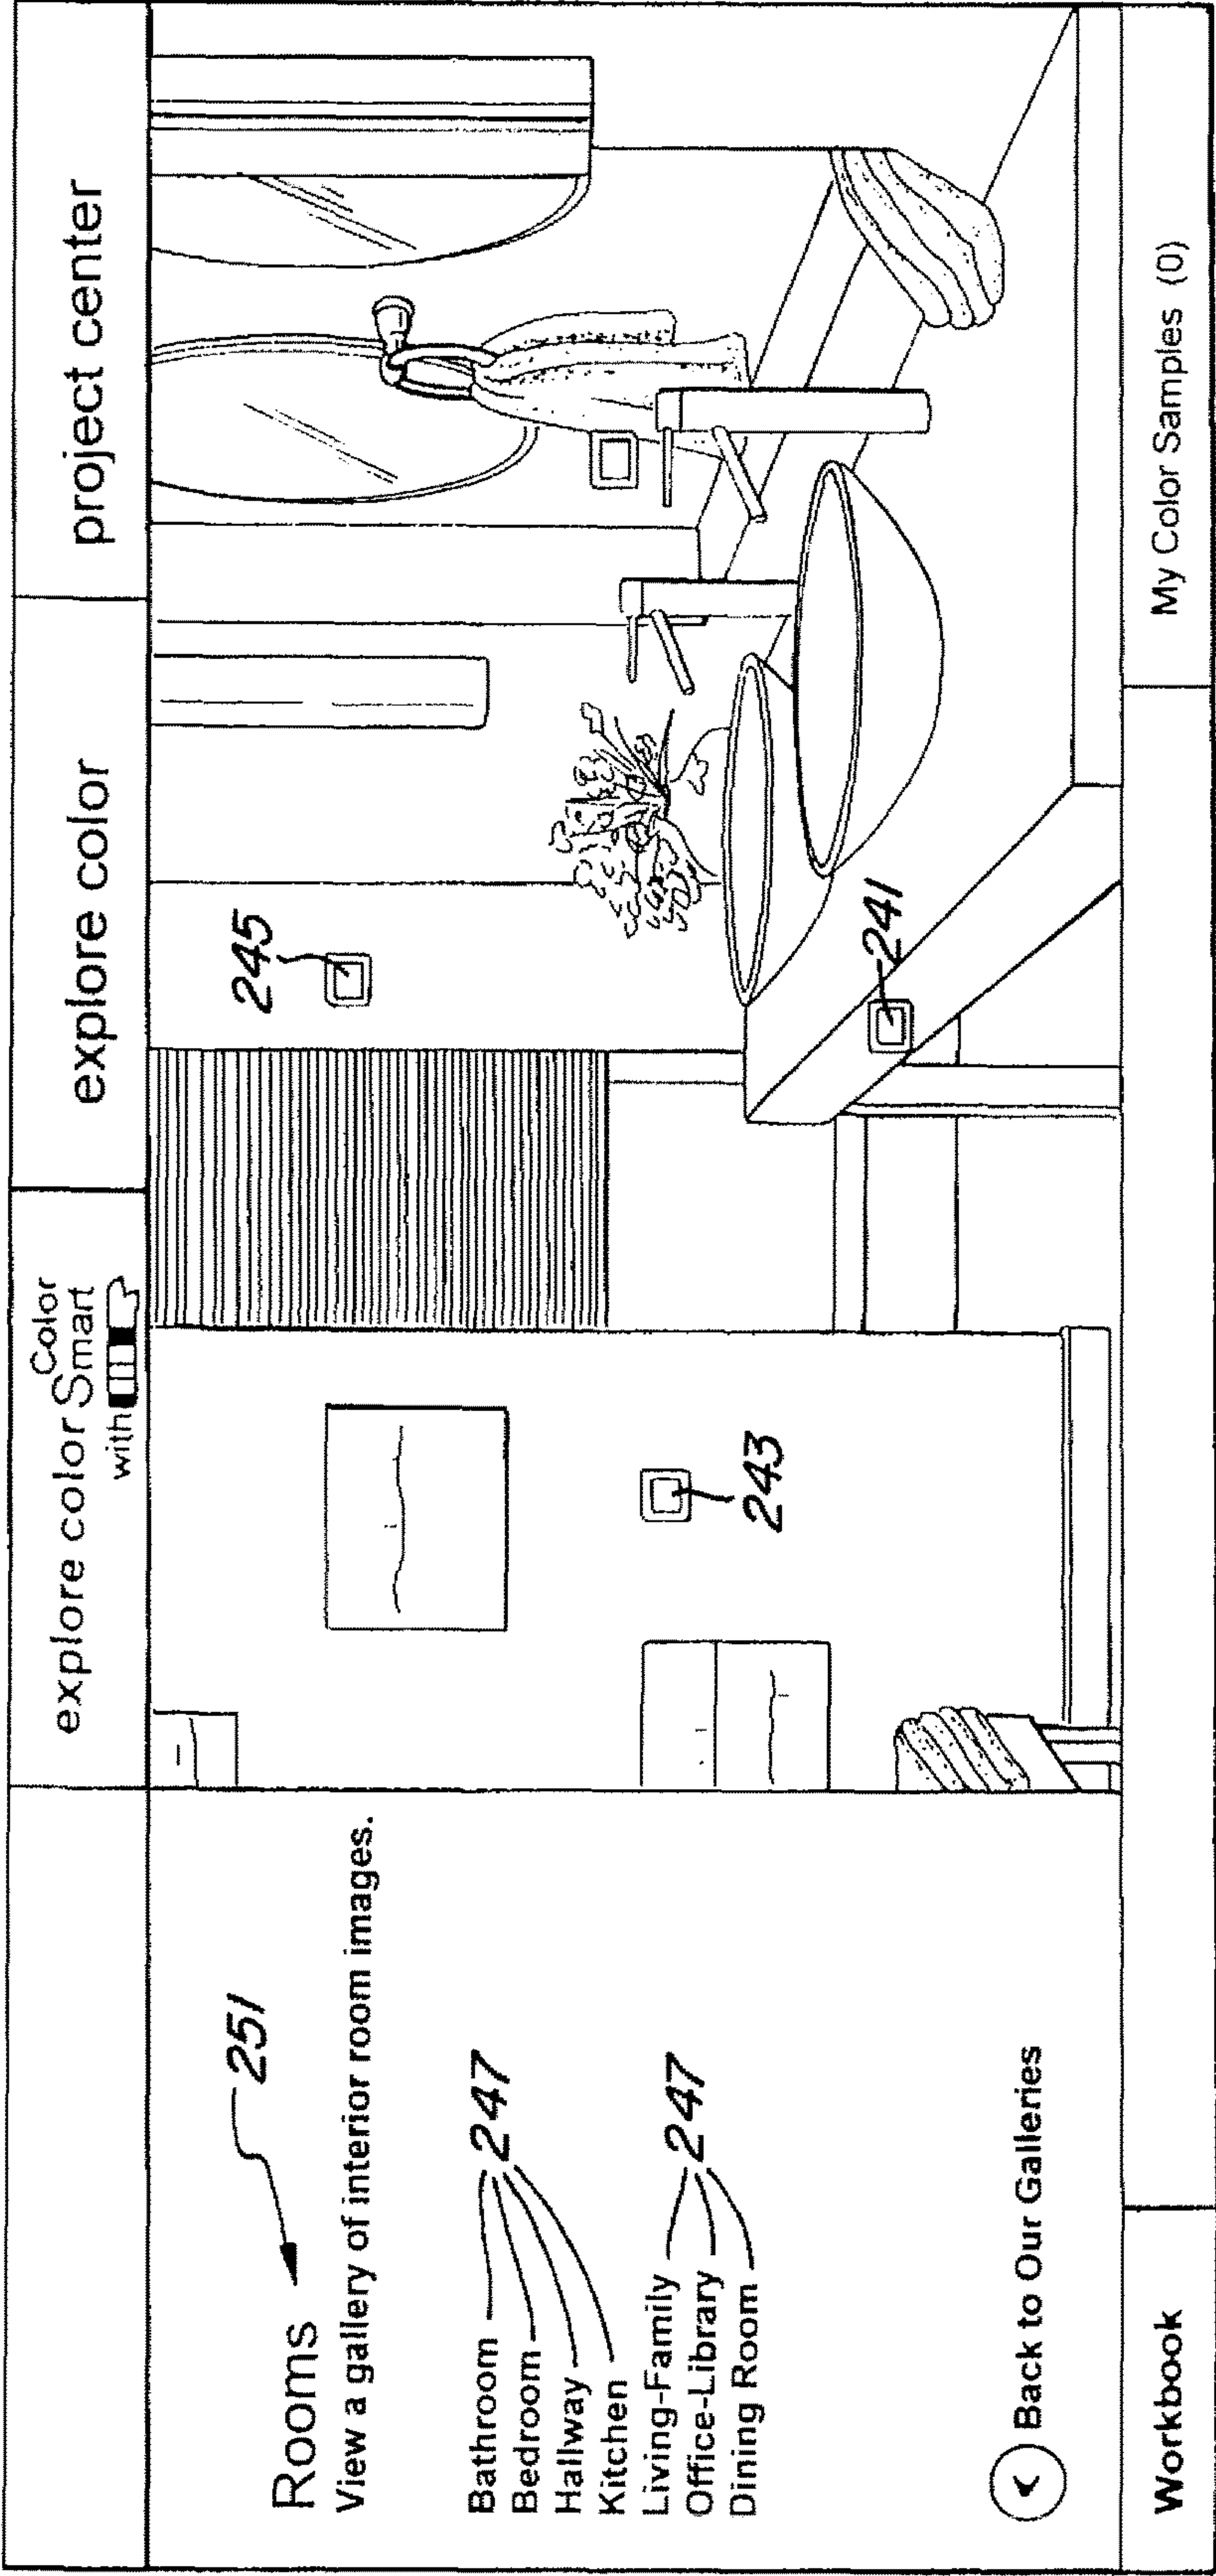 explore color
Color
Smart
with
explore color
project center
Rooms
251
View a gallery of interior room images.
Bathroom
Bedroom
Hallway
Kitchen
247
Living-Family
Office-Library
Dining Room
247
Back to Our Galleries
245
243
241
Workbook
My Color Samples (0)